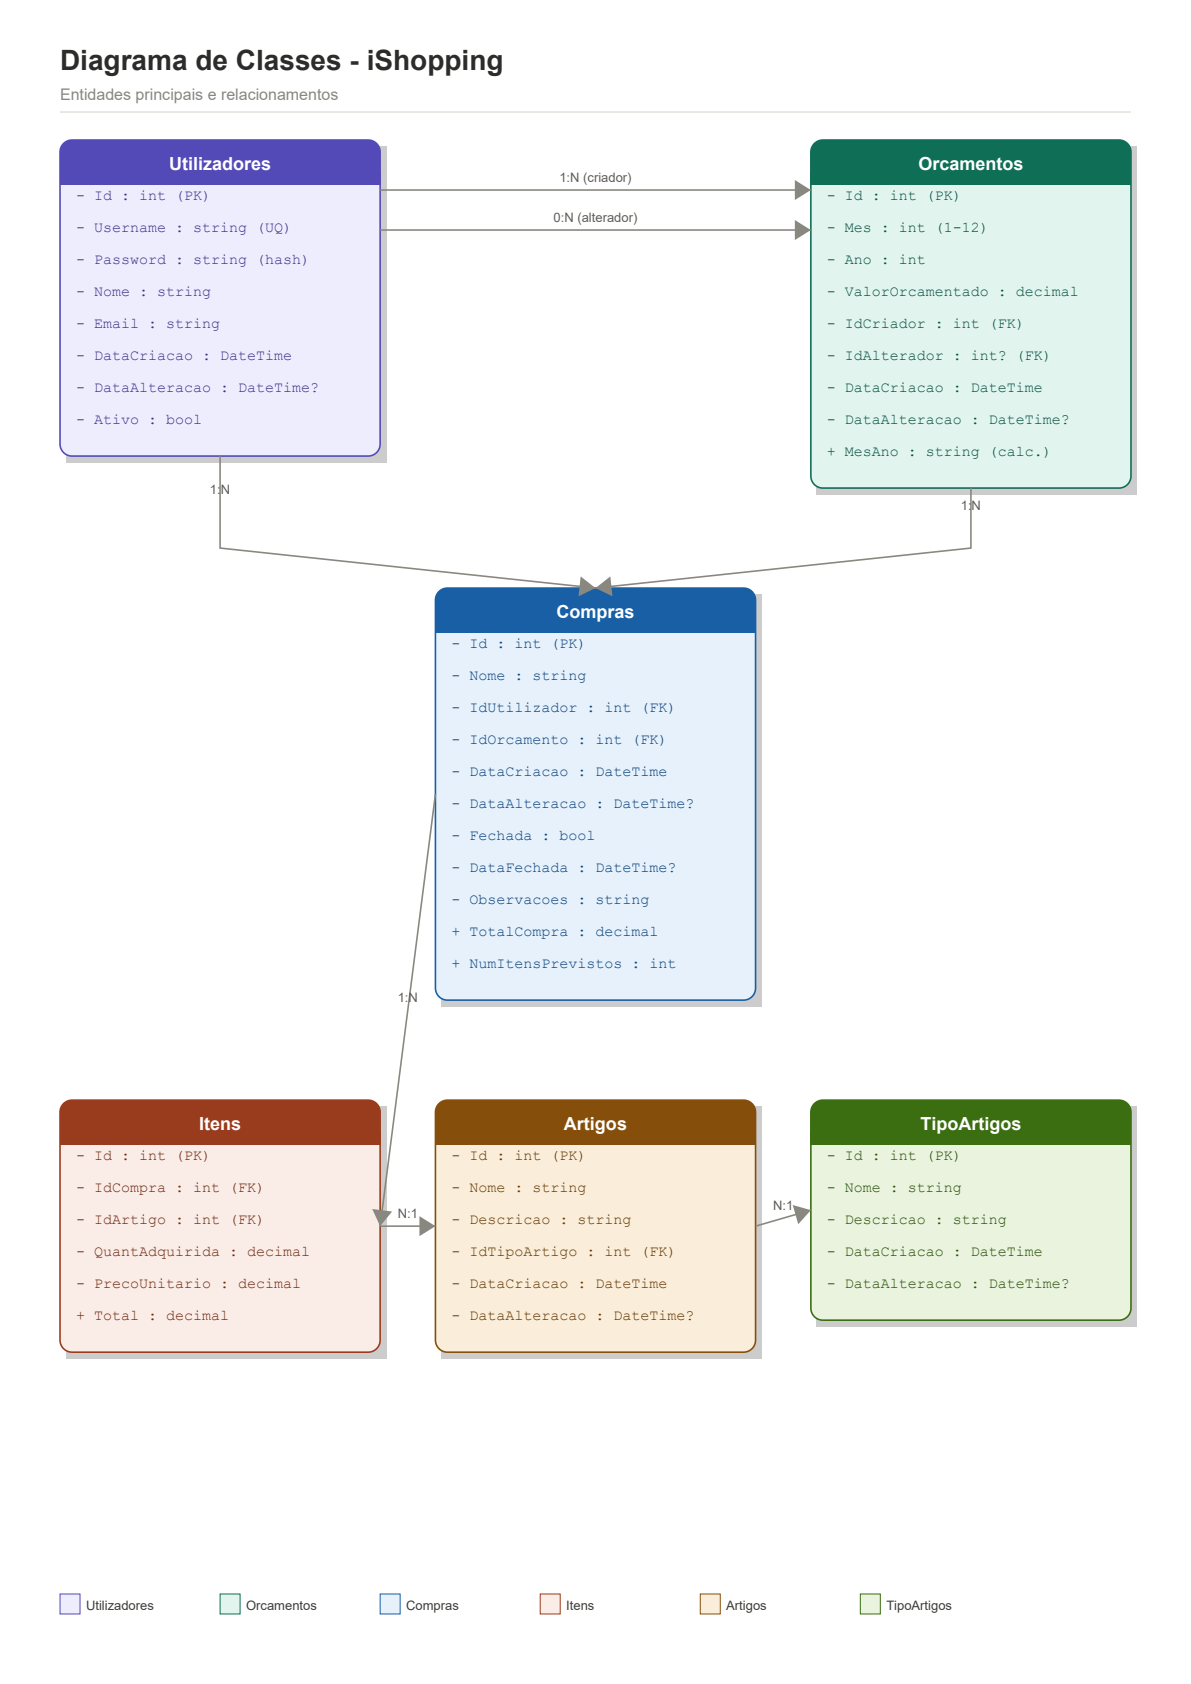 Diagrama de Classes - iShopping
Entidades principais e relacionamentos
Utilizadores
- Id : int (PK)
- Username : string (UQ)
- Password : string (hash)
- Nome : string
- Email : string
- DataCriacao : DateTime
- DataAlteracao : DateTime?
- Ativo : bool
1:N (criador)
0:N (alterador)
Orcamentos
- Id : int (PK)
- Mes : int (1-12)
- Ano : int
- ValorOrcamentado : decimal
- IdCriador : int (FK)
- IdAlterador : int? (FK)
- DataCriacao : DateTime
- DataAlteracao : DateTime?
+ MesAno : string (calc.)
1:N
1:N
Compras
- Id : int (PK)
- Nome : string
- IdUtilizador : int (FK)
- IdOrcamento : int (FK)
- DataCriacao : DateTime
- DataAlteracao : DateTime?
- Fechada : bool
- DataFechada : DateTime?
- Observacoes : string
+ TotalCompra : decimal
+ NumItensPrevistos : int
1:N
Itens
- Id : int (PK)
- IdCompra : int (FK)
- IdArtigo : int (FK)
- QuantAdquirida : decimal
- PrecoUnitario : decimal
+ Total : decimal
N:1
Artigos
- Id : int (PK)
- Nome : string
- Descricao : string
- IdTipoArtigo : int (FK)
- DataCriacao : DateTime
- DataAlteracao : DateTime?
N:1
TipoArtigos
- Id : int (PK)
- Nome : string
- Descricao : string
- DataCriacao : DateTime
- DataAlteracao : DateTime?
Utilizadores
Orcamentos
Compras
Itens
Artigos
TipoArtigos